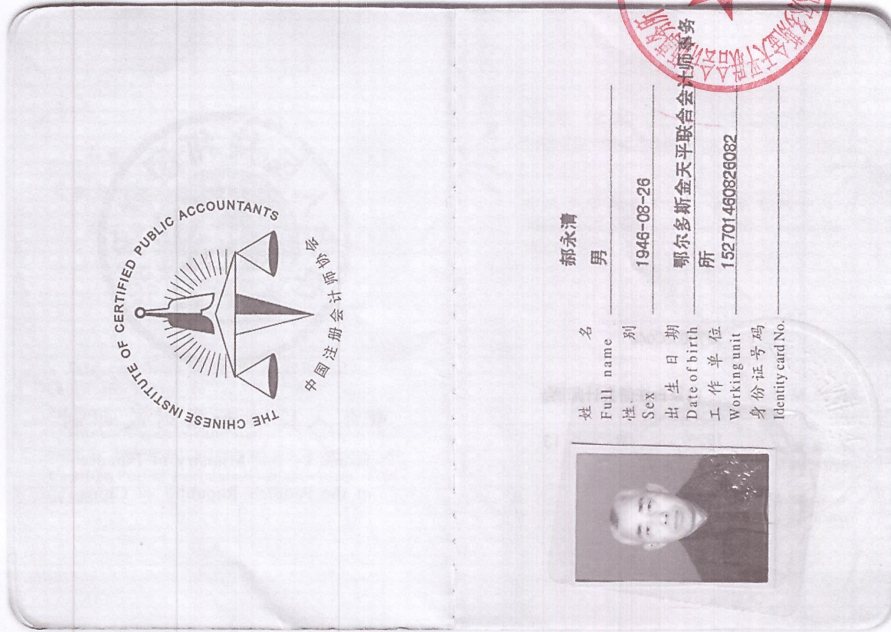 THE CHINESE INSTITUTE OF CERTIFIED PUBLIC ACCOUNTANTS
中国注册会计师协会
姓名 郝永清
Full name
性别 男
Sex
出生日期 1946-08-26
Date of birth
工作单位 鄂尔多斯金天平联合会计师事务
Working unit 所
身份证号码 152701460826082
Identity card No.